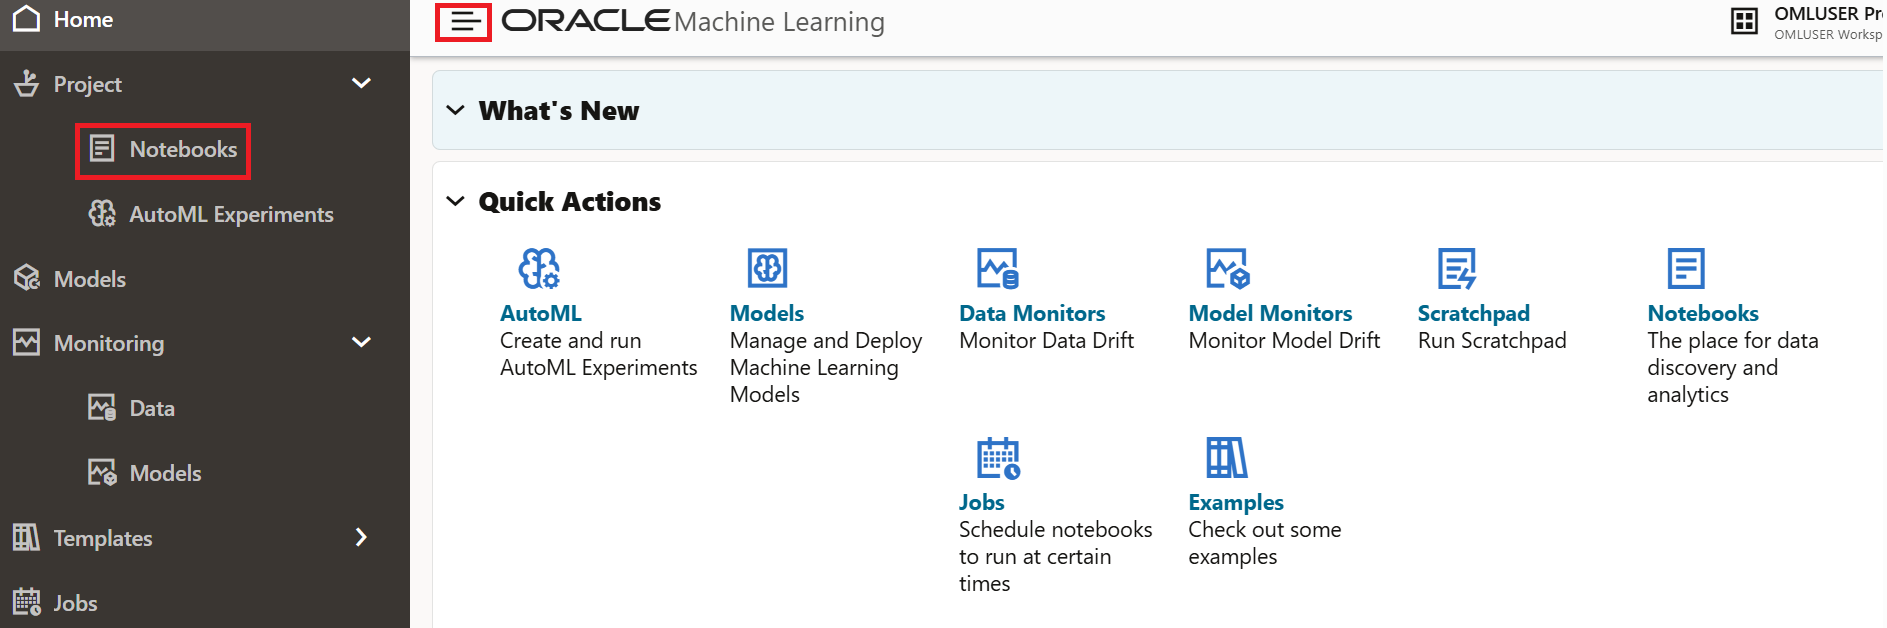 Home
Project
Notebooks
AutoML Experiments
Models
Monitoring
Data
Models
Templates
Jobs
ORACLE Machine Learning
OMLUSER Pr
OMLUSER Worksp
What's New
Quick Actions
AutoML
Create and run
AutoML Experiments
Models
Manage and Deploy
Machine Learning
Models
Data Monitors
Monitor Data Drift
Model Monitors
Monitor Model Drift
Scratchpad
Run Scratchpad
Notebooks
The place for data
discovery and
analytics
Jobs
Schedule notebooks
to run at certain
times
Examples
Check out some
examples